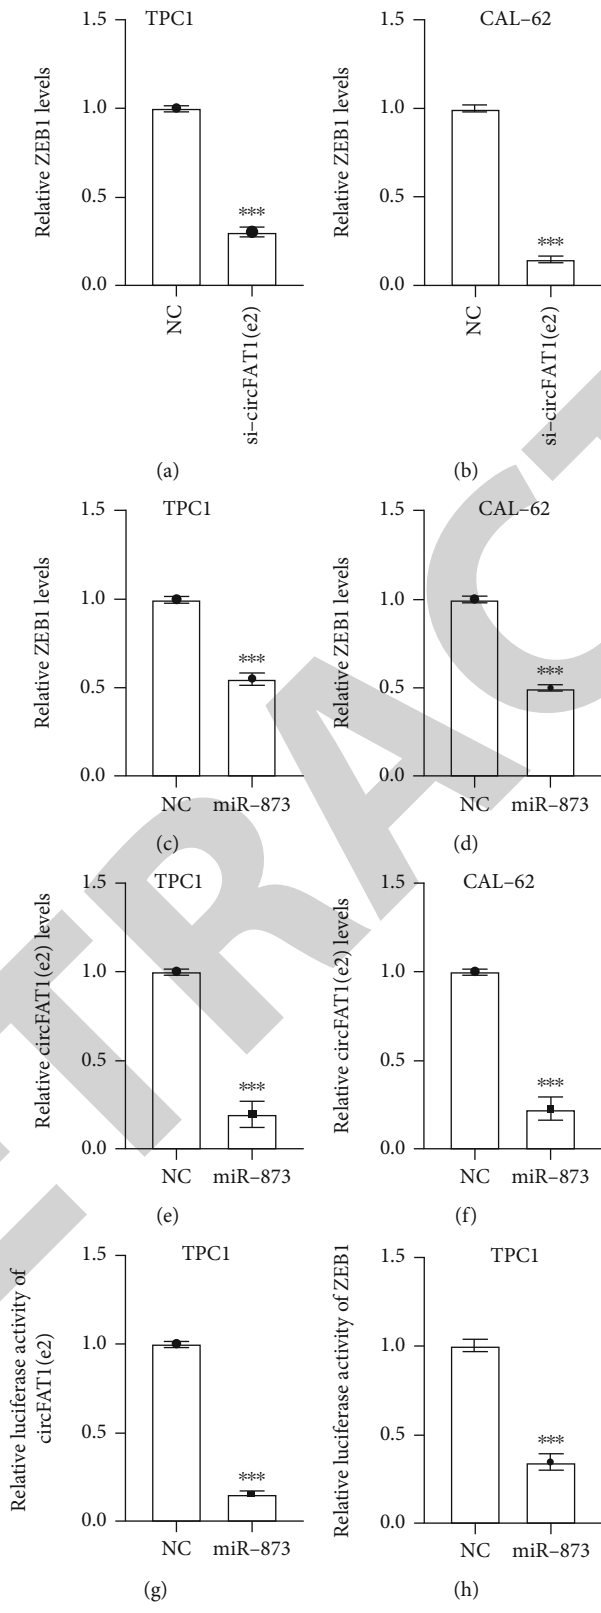 TPC1
1.5
1.0
0.5
0.0
Relative ZEB1 levels
***
NC
si–circFAT1(e2)
(a)
CAL–62
1.5
1.0
0.5
0.0
Relative ZEB1 levels
***
NC
si–circFAT1(e2)
(b)
TPC1
1.5
1.0
0.5
0.0
Relative ZEB1 levels
***
NC miR–873
(c)
CAL–62
1.5
1.0
0.5
0.0
Relative ZEB1 levels
***
NC miR–873
(d)
TPC1
1.5
1.0
0.5
0.0
Relative circFAT1(e2) levels
***
NC miR–873
(e)
CAL–62
1.5
1.0
0.5
0.0
Relative circFAT1(e2) levels
***
NC miR–873
(f)
TPC1
1.5
1.0
0.5
0.0
Relative luciferase activity of
circFAT1(e2)
***
NC miR–873
(g)
TPC1
1.5
1.0
0.5
0.0
Relative luciferase activity of ZEB1
***
NC miR–873
(h)
ETRACT